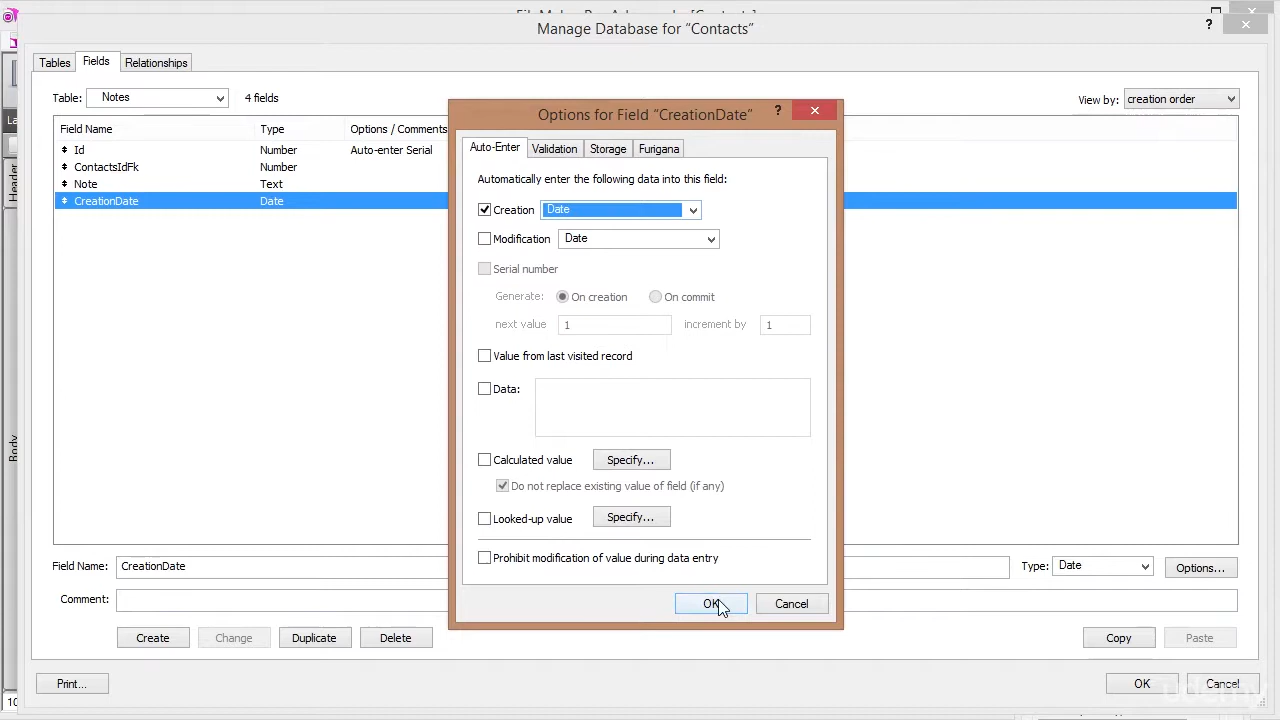 Manage Database for “Contacts”
?
Tables Fields Relationships
Table: Notes 4 fields View by: creation order
Field Name Type Options / Comments
Id Number Auto-enter Serial
ContactsIdFk Number
Note Text
CreationDate Date
Options for Field “CreationDate” ?
Auto-Enter Validation Storage Furigana
Automatically enter the following data into this field:
Creation Date
Modification Date
Serial number
Generate: On creation On commit
next value 1 increment by 1
Value from last visited record
Data:
Calculated value Specify...
Do not replace existing value of field (if any)
Looked-up value Specify...
Prohibit modification of value during data entry
OK Cancel
Header
Body
Field Name: CreationDate Type: Date Options...
Comment:
Create Change Duplicate Delete Copy Paste
Print... OK Cancel
udemy